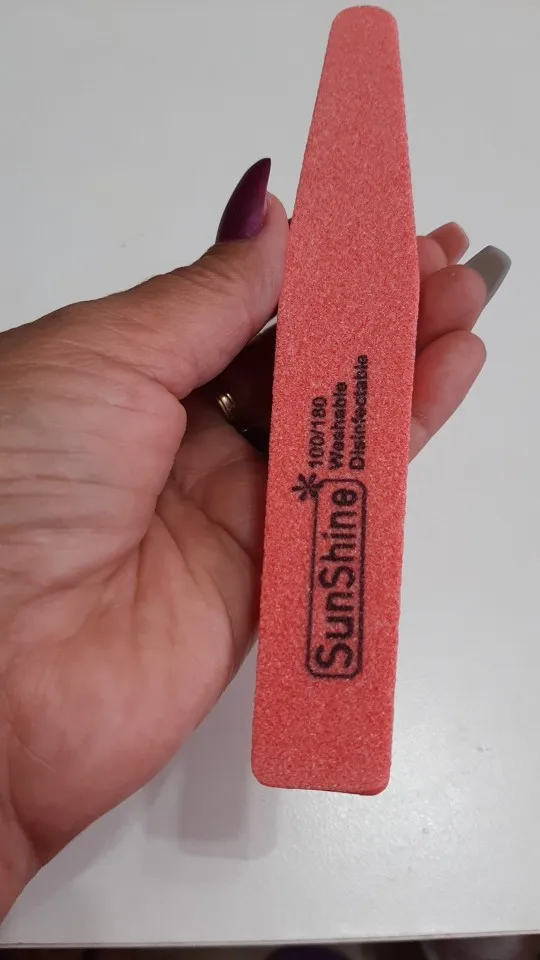 SunShine
100/180
Washable
Disinfectable